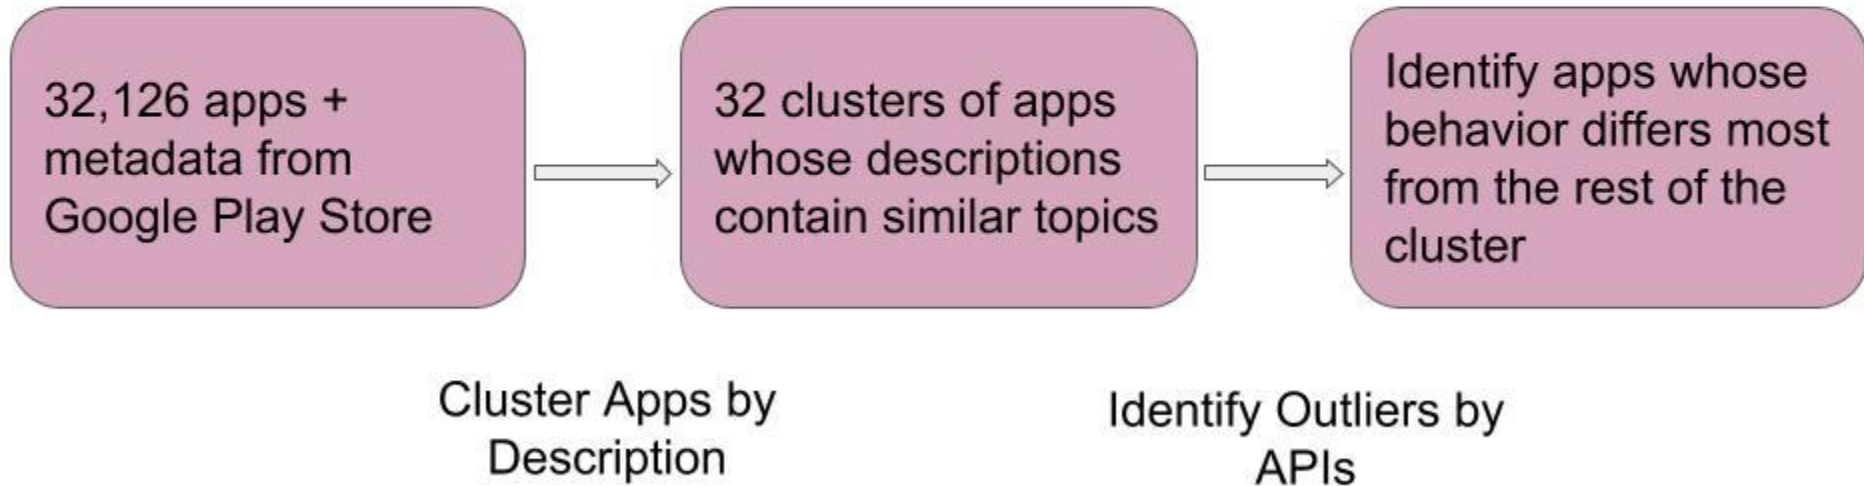 32,126 apps +
metadata from
Google Play Store
32 clusters of apps
whose descriptions
contain similar topics
Identify apps whose
behavior differs most
from the rest of the
cluster
Cluster Apps by
Description
Identify Outliers by
APIs